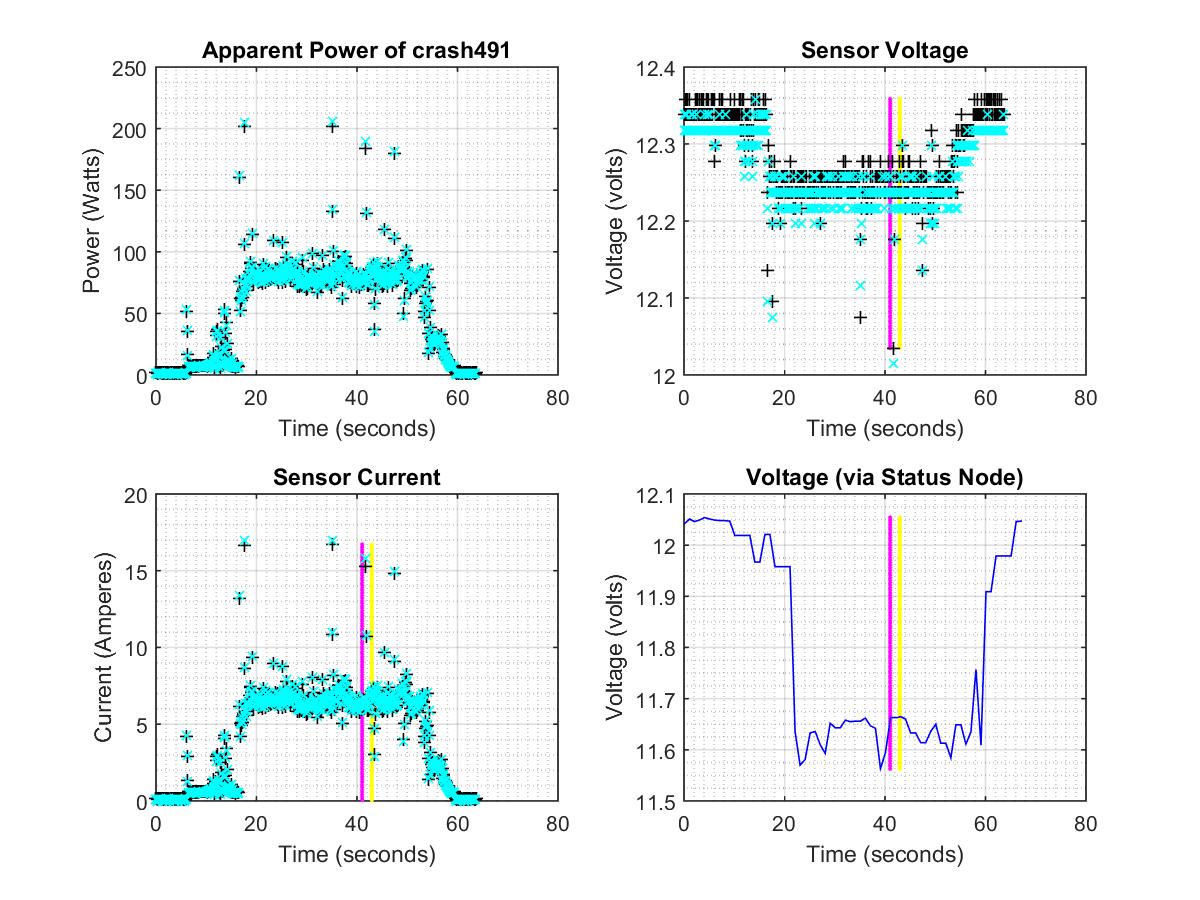 Apparent Power of crash491
250
200
150
100
50
0
Power (Watts)
0 20 40 60 80
Time (seconds)
Sensor Voltage
12.4
12.3
12.2
12.1
12
Voltage (volts)
0 20 40 60 80
Time (seconds)
Sensor Current
20
15
10
5
0
Current (Amperes)
0 20 40 60 80
Time (seconds)
Voltage (via Status Node)
12.1
12
11.9
11.8
11.7
11.6
11.5
Voltage (volts)
0 20 40 60 80
Time (seconds)